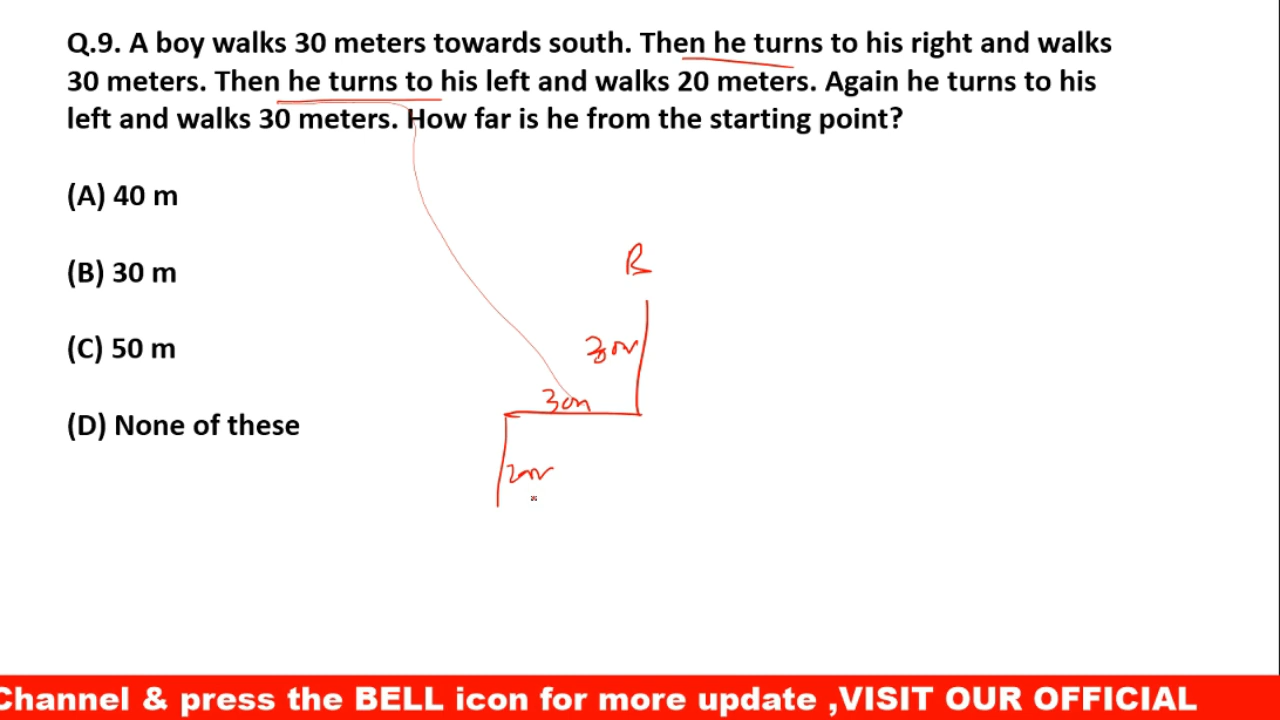 Q.9. A boy walks 30 meters towards south. Then he turns to his right and walks
30 meters. Then he turns to his left and walks 20 meters. Again he turns to his
left and walks 30 meters. How far is he from the starting point?
(A) 40 m
(B) 30 m
(C) 50 m
(D) None of these
B
30m
30m
20m
Channel & press the BELL icon for more update ,VISIT OUR OFFICIAL